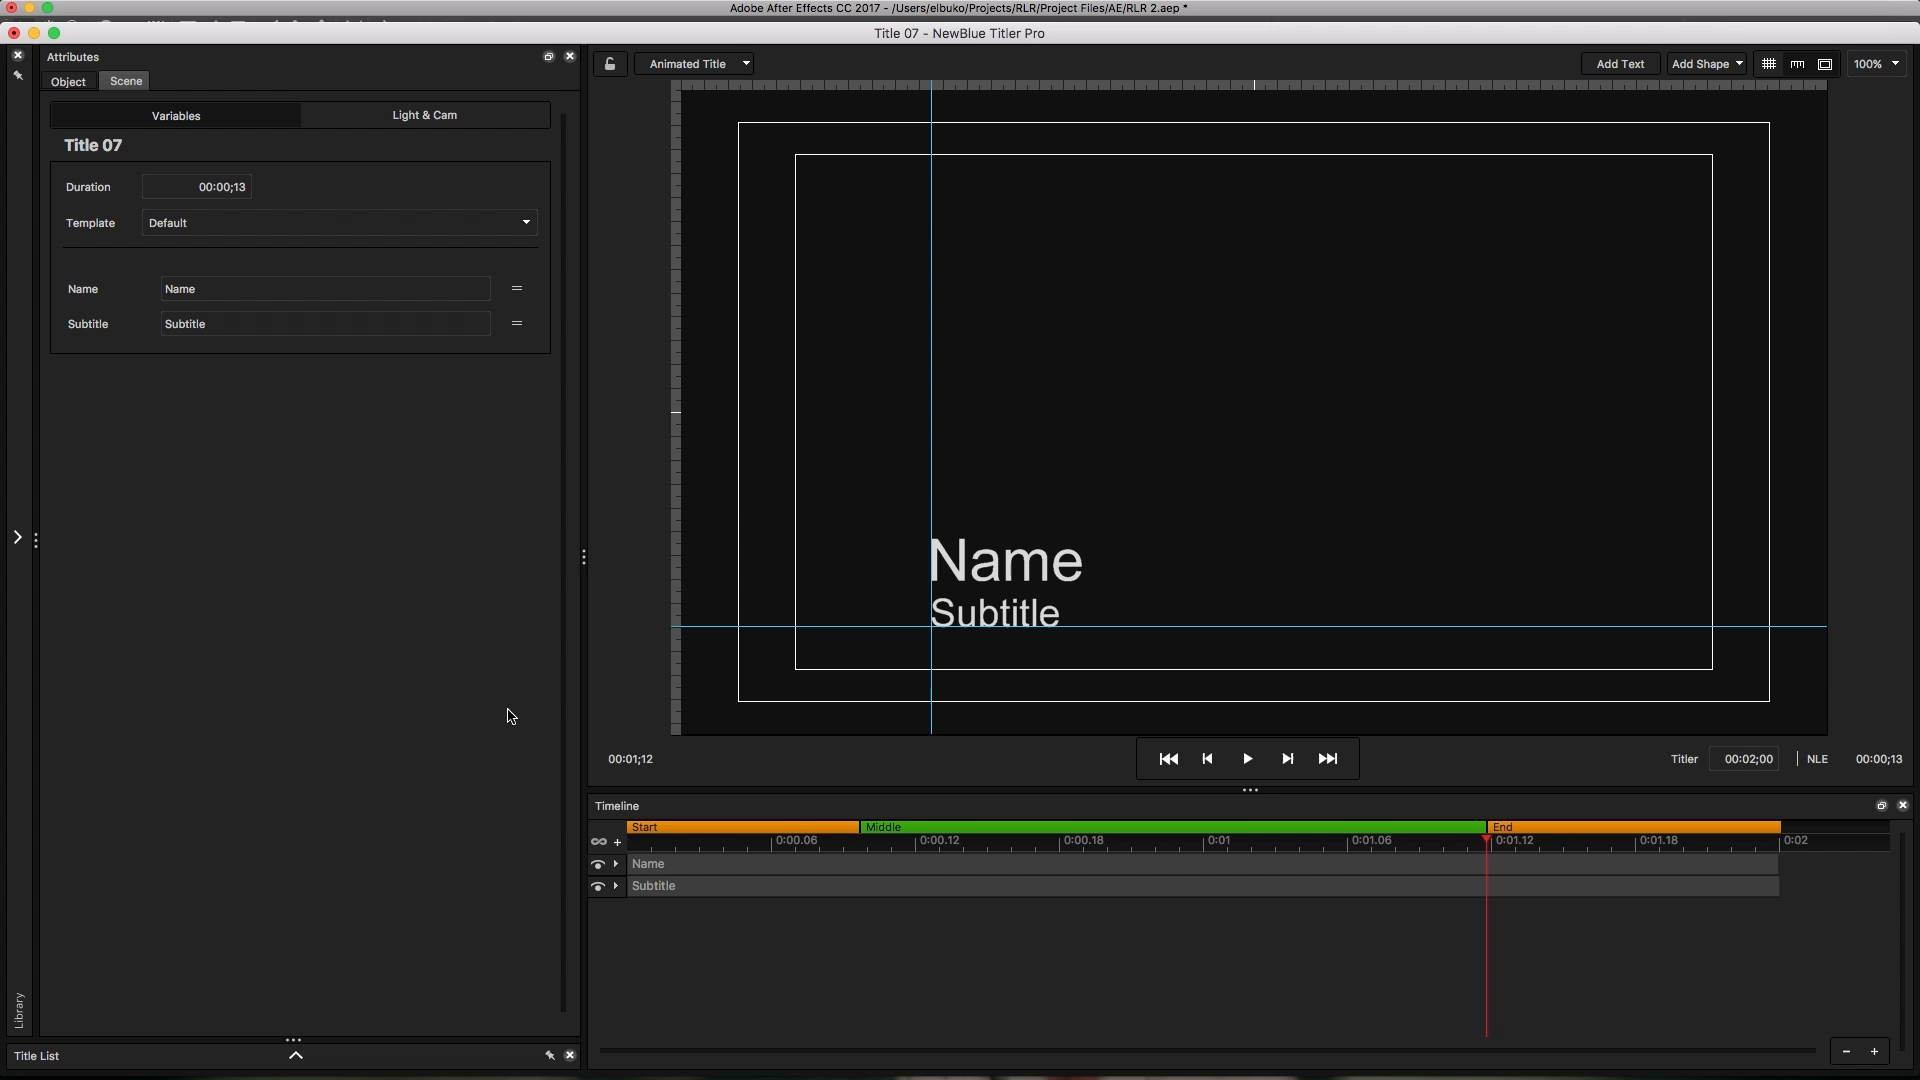 Adobe After Effects CC 2017 - /Users/elbuko/Projects/RLR/Project Files/AE/RLR 2.aep *
Title 07 - NewBlue Titler Pro
Attributes
Object Scene
Variables Light & Cam
Title 07
Duration 00:00;13
Template Default
Name Name
Subtitle Subtitle
Library
Title List
Animated Title Add Text Add Shape 100%
Name
Subtitle
00:01;12 Titler 00:02;00 NLE 00:00;13
Timeline
Start Middle End
0:00.06 0:00.12 0:00.18 0:01 0:01.06 0:01.12 0:01.18 0:02
Name
Subtitle